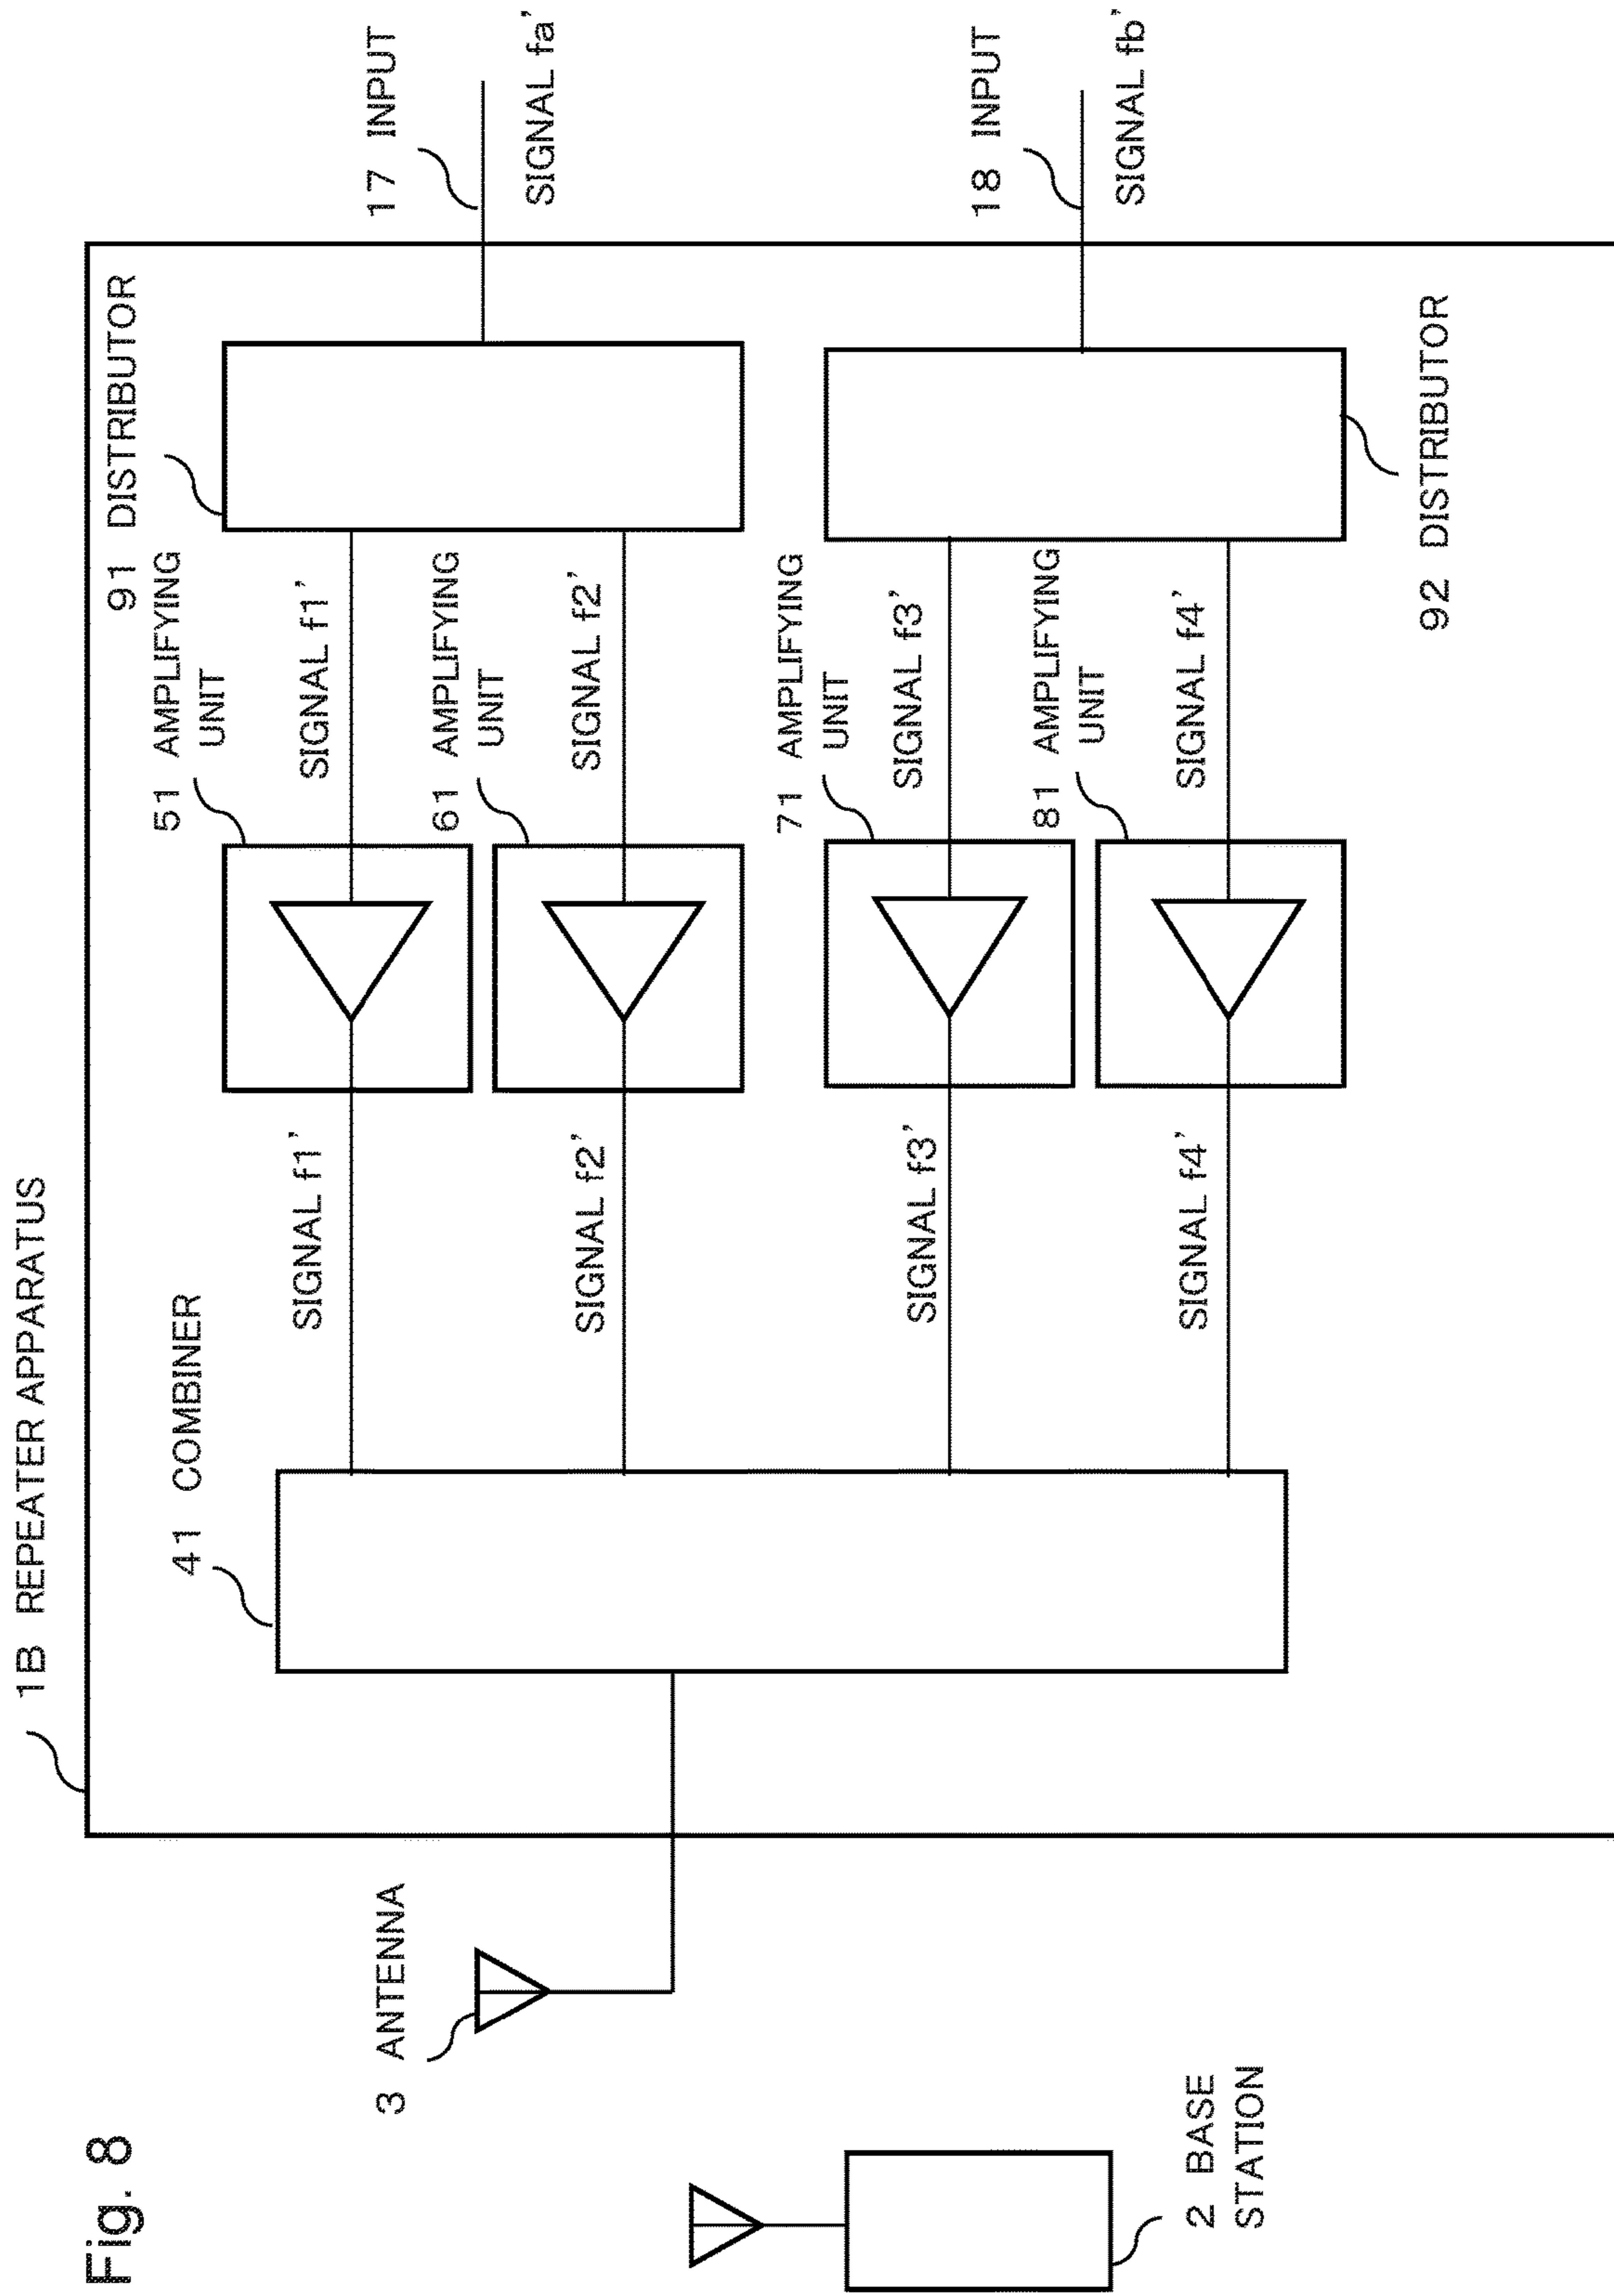 Fig. 8
1B REPEATER APPARATUS
2 BASE
STATION
3 ANTENNA
41 COMBINER
SIGNAL f1’
SIGNAL f2’
SIGNAL f3’
SIGNAL f4’
51 AMPLIFYING
UNIT
61 AMPLIFYING
UNIT
71 AMPLIFYING
UNIT
81 AMPLIFYING
UNIT
SIGNAL f1’
SIGNAL f2’
SIGNAL f3’
SIGNAL f4’
91 DISTRIBUTOR
92 DISTRIBUTOR
17 INPUT
SIGNAL fa’
18 INPUT
SIGNAL fb’